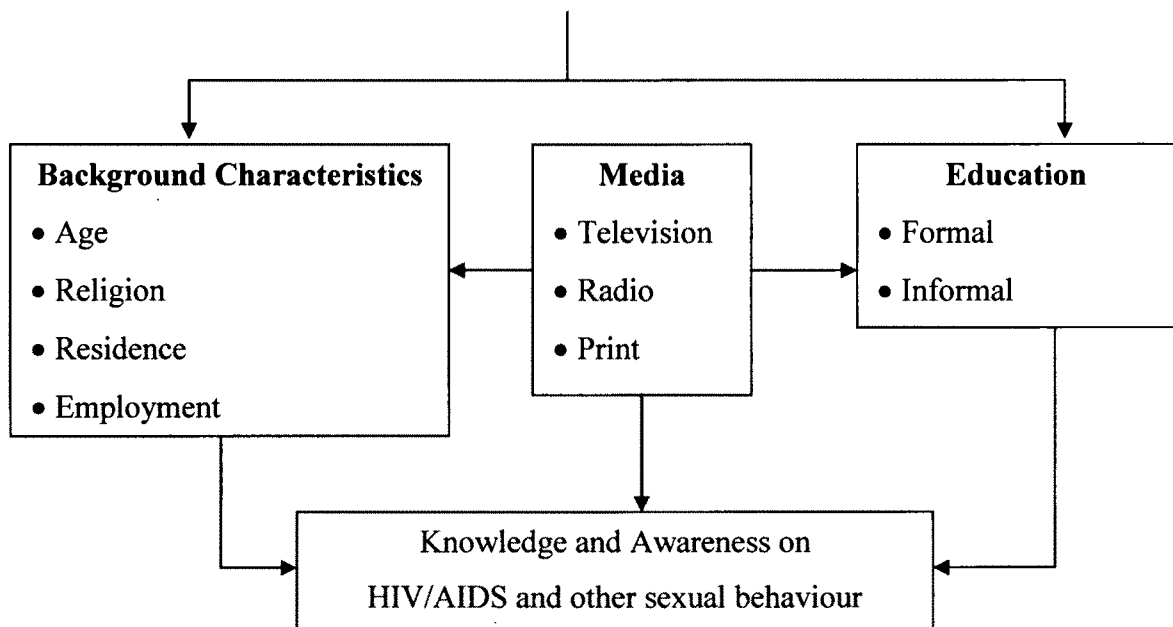 Background Characteristics
• Age
• Religion
• Residence
• Employment
Media
• Television
• Radio
• Print
Education
• Formal
• Informal
Knowledge and Awareness on
HIV/AIDS and other sexual behaviour